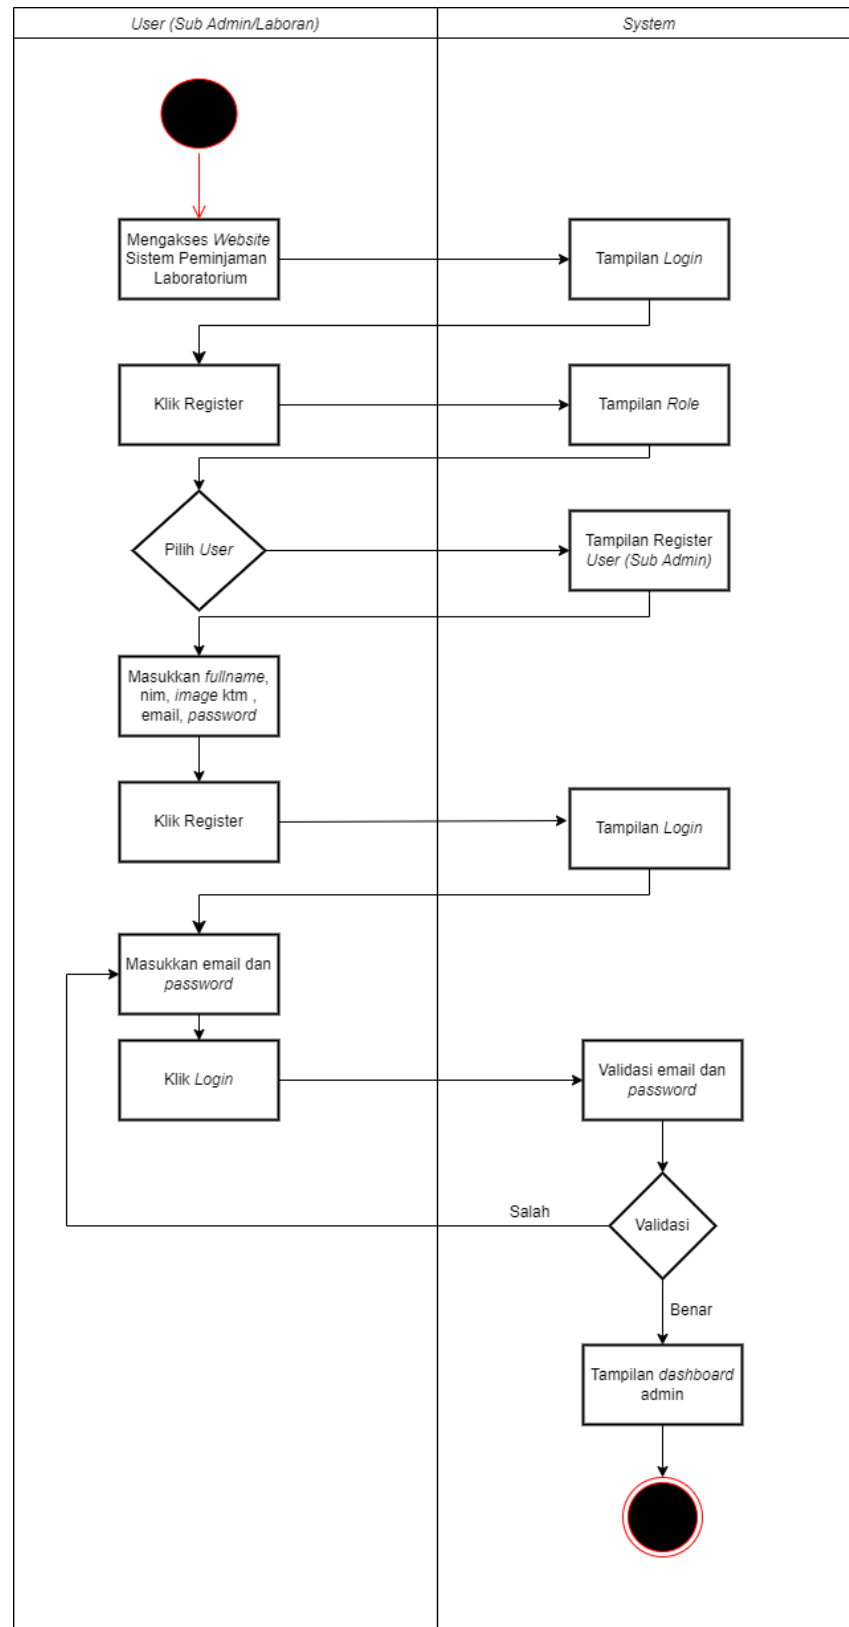 User (Sub Admin/Laboran)
System
Mengakses Website
Sistem Peminjaman
Laboratorium
Tampilan Login
Klik Register
Tampilan Role
Pilih User
Tampilan Register
User (Sub Admin)
Masukkan fullname,
nim, image ktm ,
email, password
Klik Register
Tampilan Login
Masukkan email dan
password
Klik Login
Validasi email dan
password
Salah
Validasi
Benar
Tampilan dashboard
admin